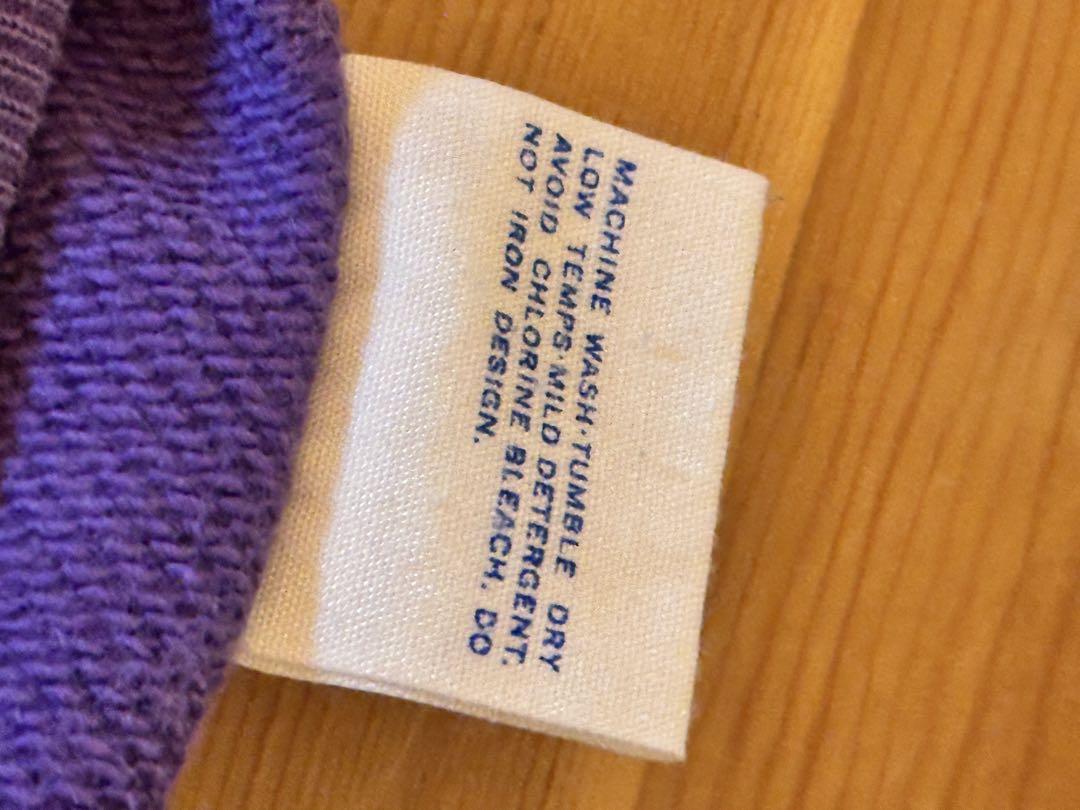 MACHINE WASH·TUMBLE DRY
LOW TEMPS·MILD DETERGENT.
AVOID CHLORINE BLEACH. DO
NOT IRON DESIGN.